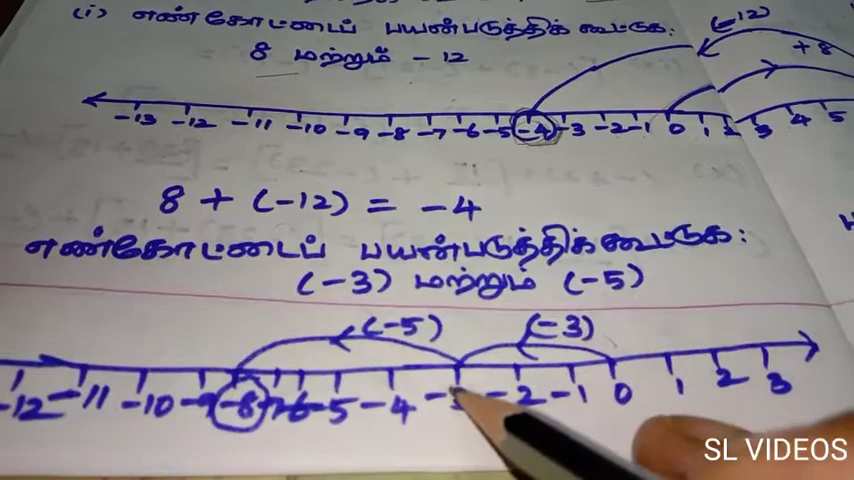 (i) எண்கோட்டைப் பயன்படுத்திக் கூட்டுக:
8 மற்றும் -12
(-12)
+8
-13 -12 -11 -10 -9 -8 -7 -6 -5 -4 -3 -2 -1 0 1 2 3 4 5
8 + (-12) = -4
எண்கோட்டைப் பயன்படுத்திக்கூட்டுக:
(-3) மற்றும் (-5)
(-5) (-3)
-12 -11 -10 -9 -8 -7 -6 -5 -4 -3 -2 -1 0 1 2 3
SL VIDEOS